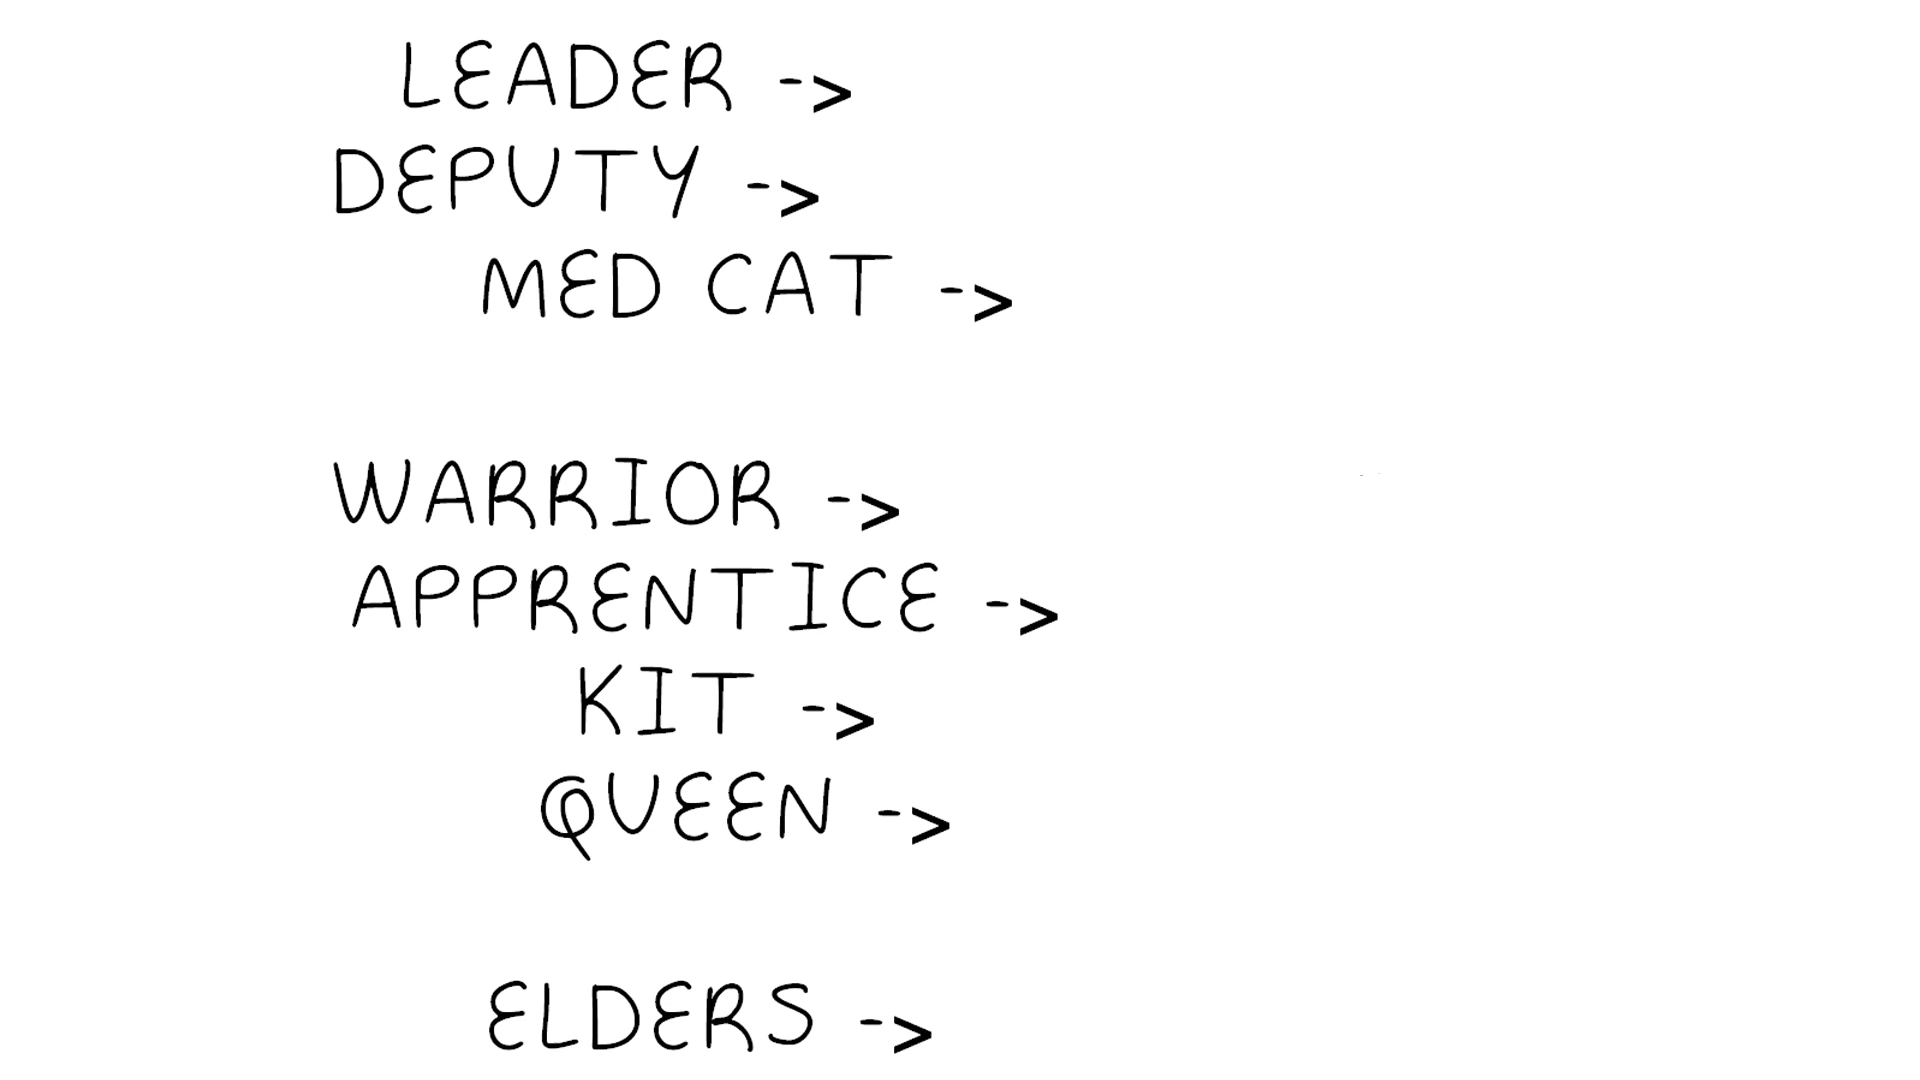 LEADER ->
DEPUTY ->
MED CAT ->
WARRIOR ->
APPRENTICE ->
KIT ->
QUEEN ->
ELDERS ->